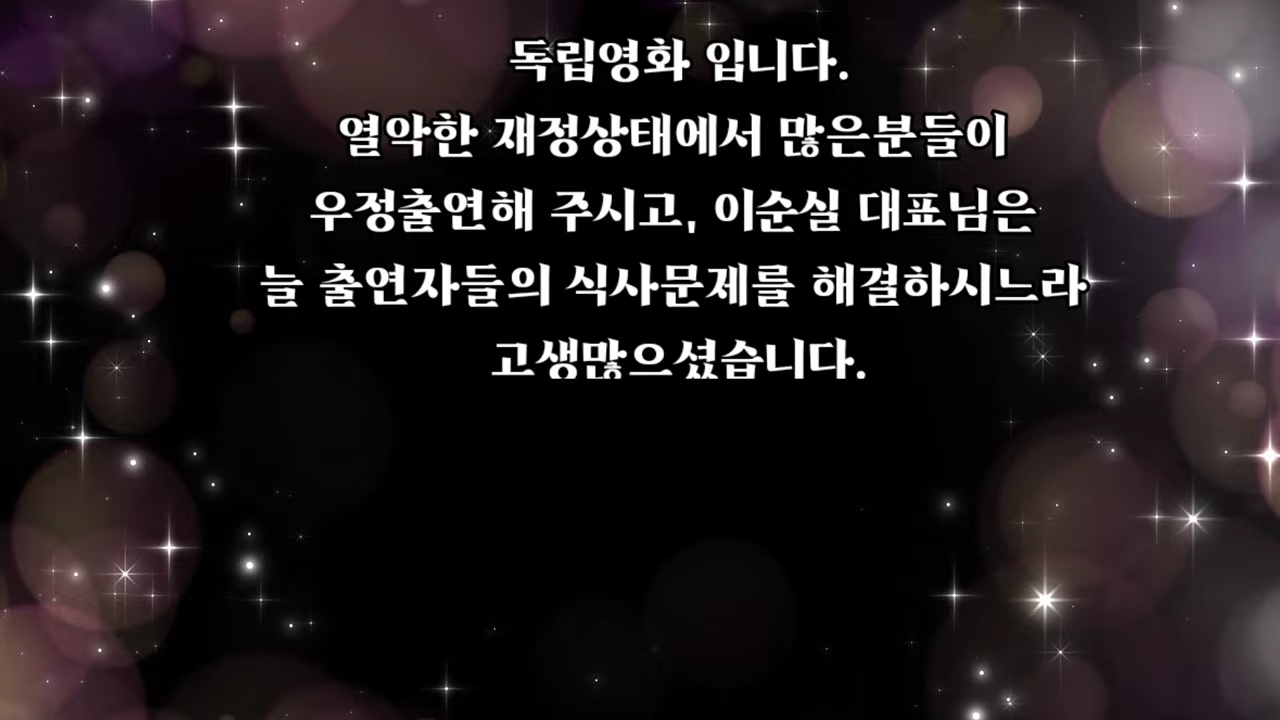 독립영화 입니다.
열악한 재정상태에서 많은분들이
우정출연해 주시고, 이순실 대표님은
늘 출연자들의 식사문제를 해결하시느라
고생많으셨습니다.